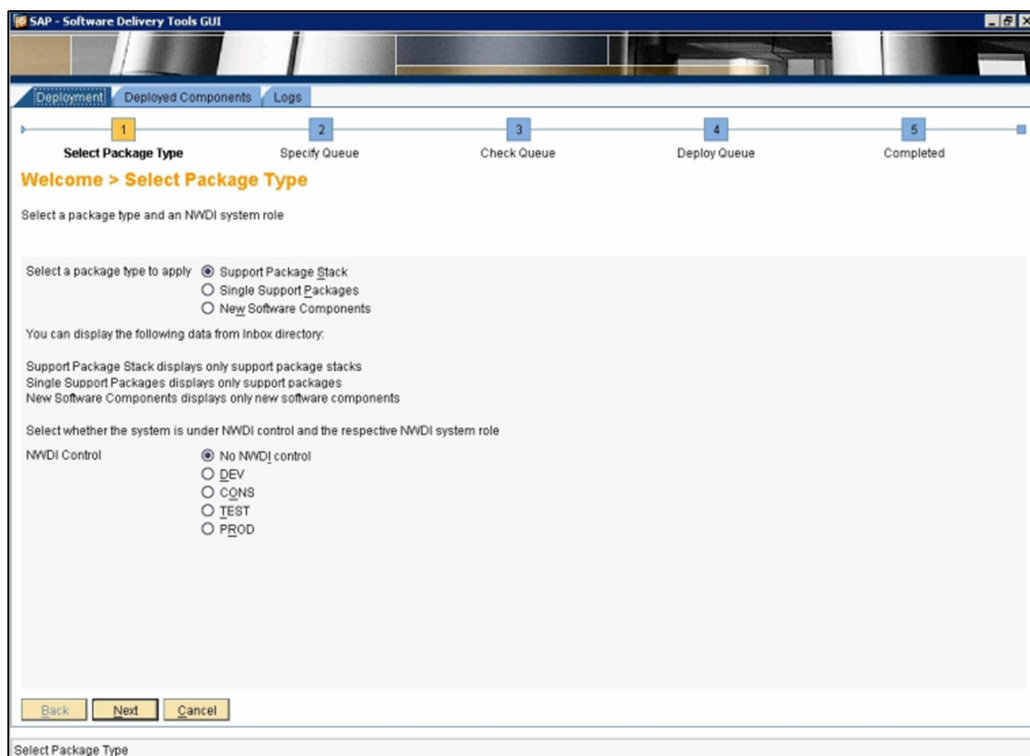 SAP - Software Delivery Tools GUI
Deployment Deployed Components Logs
1 2 3 4 5
Select Package Type Specify Queue Check Queue Deploy Queue Completed
Welcome > Select Package Type
Select a package type and an NWDI system role
Select a package type to apply Support Package Stack
Single Support Packages
New Software Components
You can display the following data from Inbox directory:
Support Package Stack displays only support package stacks
Single Support Packages displays only support packages
New Software Components displays only new software components
Select whether the system is under NWDI control and the respective NWDI system role
NWDI Control No NWDI control
DEV
CONS
TEST
PROD
Back Next Cancel
Select Package Type